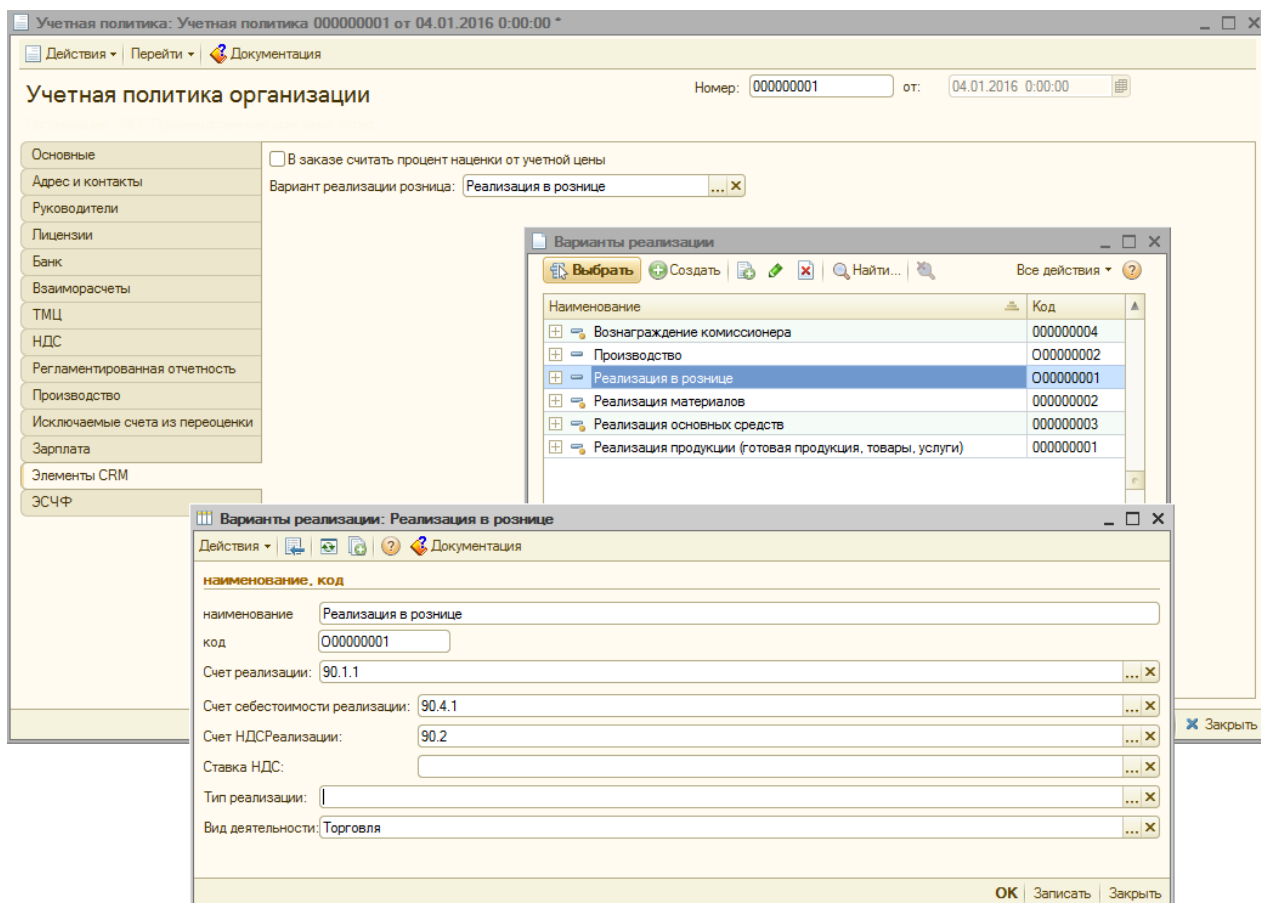 Учетная политика: Учетная политика 000000001 от 04.01.2016 0:00:00 *
Действия Перейти Документация
Учетная политика организации
Номер: 000000001 от: 04.01.2016 0:00:00
Основные
Адрес и контакты
Руководители
Лицензии
Банк
Взаиморасчеты
ТМЦ
НДС
Регламентированная отчетность
Производство
Исключаемые счета из переоценки
Зарплата
Элементы CRM
ЭСЧФ
В заказе считать процент наценки от учетной цены
Вариант реализации розница: Реализация в рознице ...
Варианты реализации
Выбрать Создать Найти... Все действия
Наименование Код
Вознаграждение комиссионера 000000004
Производство О00000002
Реализация в рознице О00000001
Реализация материалов 000000002
Реализация основных средств 000000003
Реализация продукции (готовая продукция, товары, услуги) 000000001
Закрыть
Варианты реализации: Реализация в рознице
Действия Документация
наименование, код
наименование Реализация в рознице
код О00000001
Счет реализации: 90.1.1 ...
Счет себестоимости реализации: 90.4.1 ...
Счет НДСРеализации: 90.2 ...
Ставка НДС: ...
Тип реализации: ...
Вид деятельности: Торговля ...
ОК Записать Закрыть